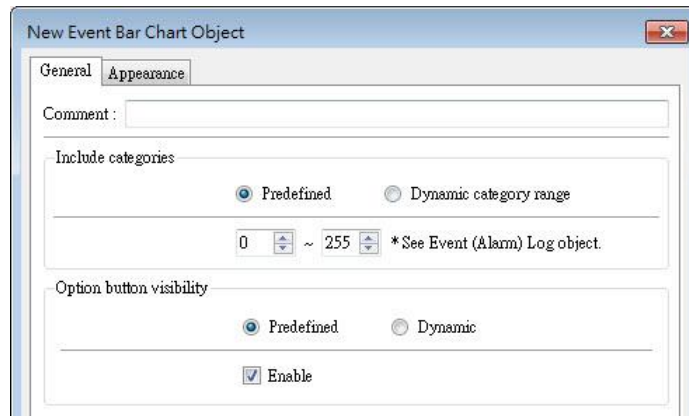 New Event Bar Chart Object
General Appearance
Comment :
Include categories
Predefined Dynamic category range
0 ~ 255 * See Event (Alarm) Log object.
Option button visibility
Predefined Dynamic
Enable